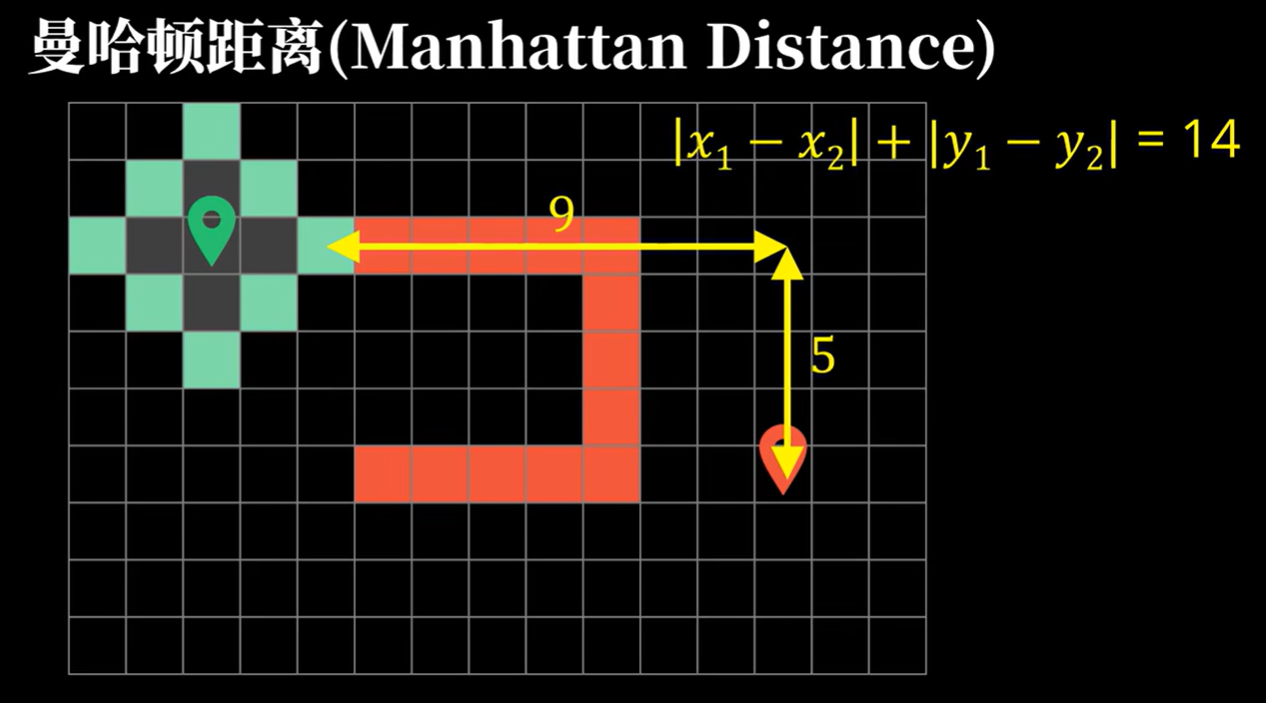 曼哈顿距离(Manhattan Distance)
|x₁ − x₂| + |y₁ − y₂| = 14
9
5